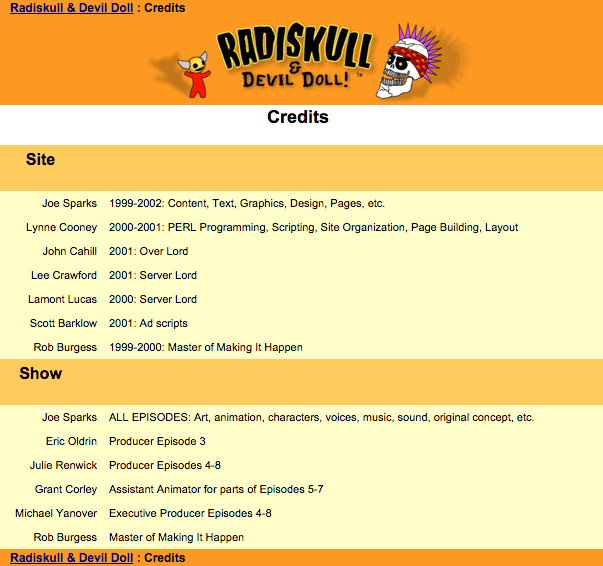 Radiskull & Devil Doll : Credits
RADISKULL
&
DEVIL DOLL! ™
Credits
Site
Joe Sparks 1999-2002: Content, Text, Graphics, Design, Pages, etc.
Lynne Cooney 2000-2001: PERL Programming, Scripting, Site Organization, Page Building, Layout
John Cahill 2001: Over Lord
Lee Crawford 2001: Server Lord
Lamont Lucas 2000: Server Lord
Scott Barklow 2001: Ad scripts
Rob Burgess 1999-2000: Master of Making It Happen
Show
Joe Sparks ALL EPISODES: Art, animation, characters, voices, music, sound, original concept, etc.
Eric Oldrin Producer Episode 3
Julie Renwick Producer Episodes 4-8
Grant Corley Assistant Animator for parts of Episodes 5-7
Michael Yanover Executive Producer Episodes 4-8
Rob Burgess Master of Making It Happen
Radiskull & Devil Doll : Credits